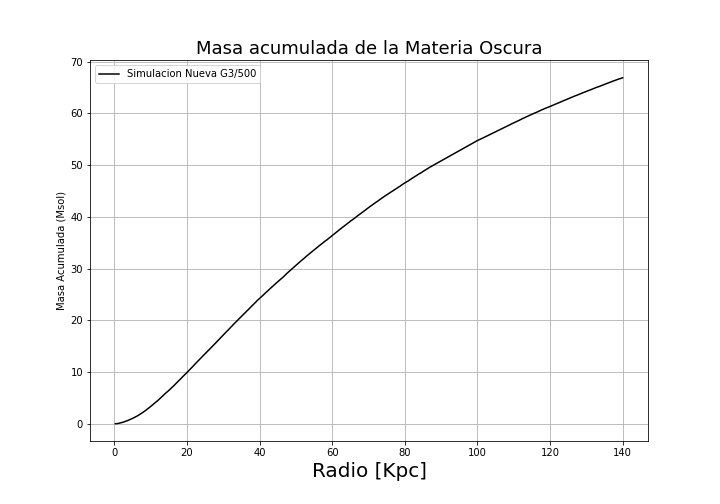 Masa acumulada de la Materia Oscura
Simulacion Nueva G3/500
Masa Acumulada (Msol)
70
60
50
40
30
20
10
0
0 20 40 60 80 100 120 140
Radio [Kpc]